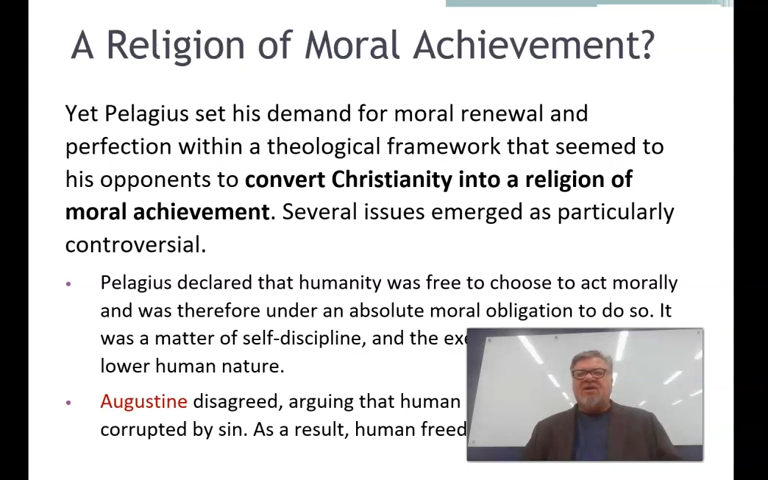 A Religion of Moral Achievement?
Yet Pelagius set his demand for moral renewal and
perfection within a theological framework that seemed to
his opponents to convert Christianity into a religion of
moral achievement. Several issues emerged as particularly
controversial.
• Pelagius declared that humanity was free to choose to act morally
and was therefore under an absolute moral obligation to do so. It
was a matter of self-discipline, and the
lower human nature.
• Augustine disagreed, arguing that human
corrupted by sin. As a result, human